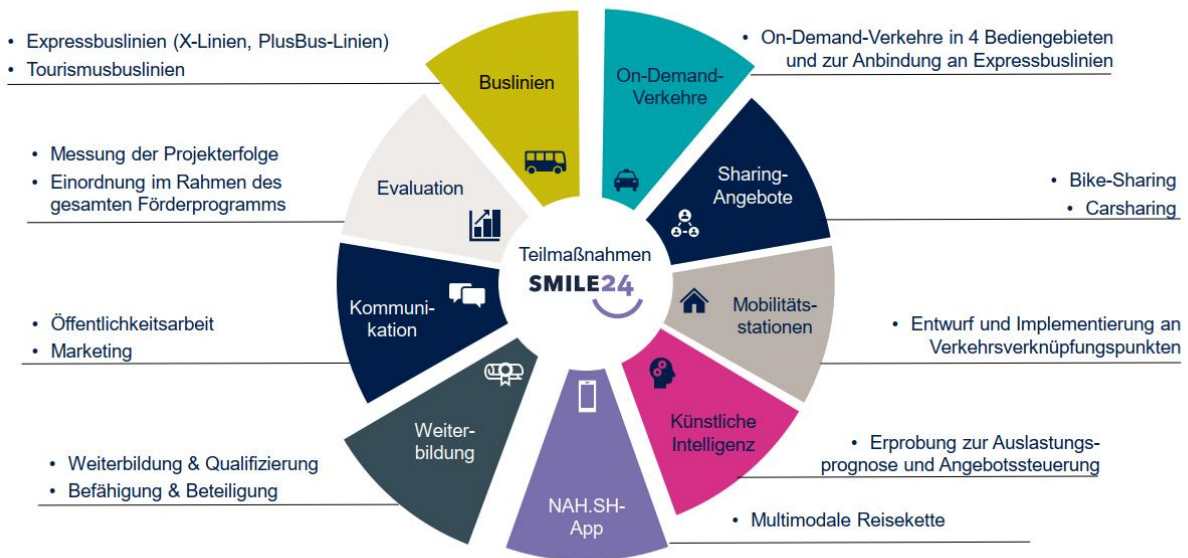 • Expressbuslinien (X-Linien, PlusBus-Linien)
• Tourismusbuslinien
Buslinien
On-Demand-
Verkehre
• On-Demand-Verkehre in 4 Bediengebieten
und zur Anbindung an Expressbuslinien
• Messung der Projekterfolge
• Einordnung im Rahmen des
gesamten Förderprogramms
Evaluation
Sharing-
Angebote
• Bike-Sharing
• Carsharing
Teilmaßnahmen
SMILE24
• Öffentlichkeitsarbeit
• Marketing
Kommuni-
kation
Mobilitäts-
stationen
• Entwurf und Implementierung an
Verkehrsverknüpfungspunkten
• Weiterbildung & Qualifizierung
• Befähigung & Beteiligung
Weiter-
bildung
Künstliche
Intelligenz
• Erprobung zur Auslastungs-
prognose und Angebotssteuerung
NAH.SH-
App
• Multimodale Reisekette